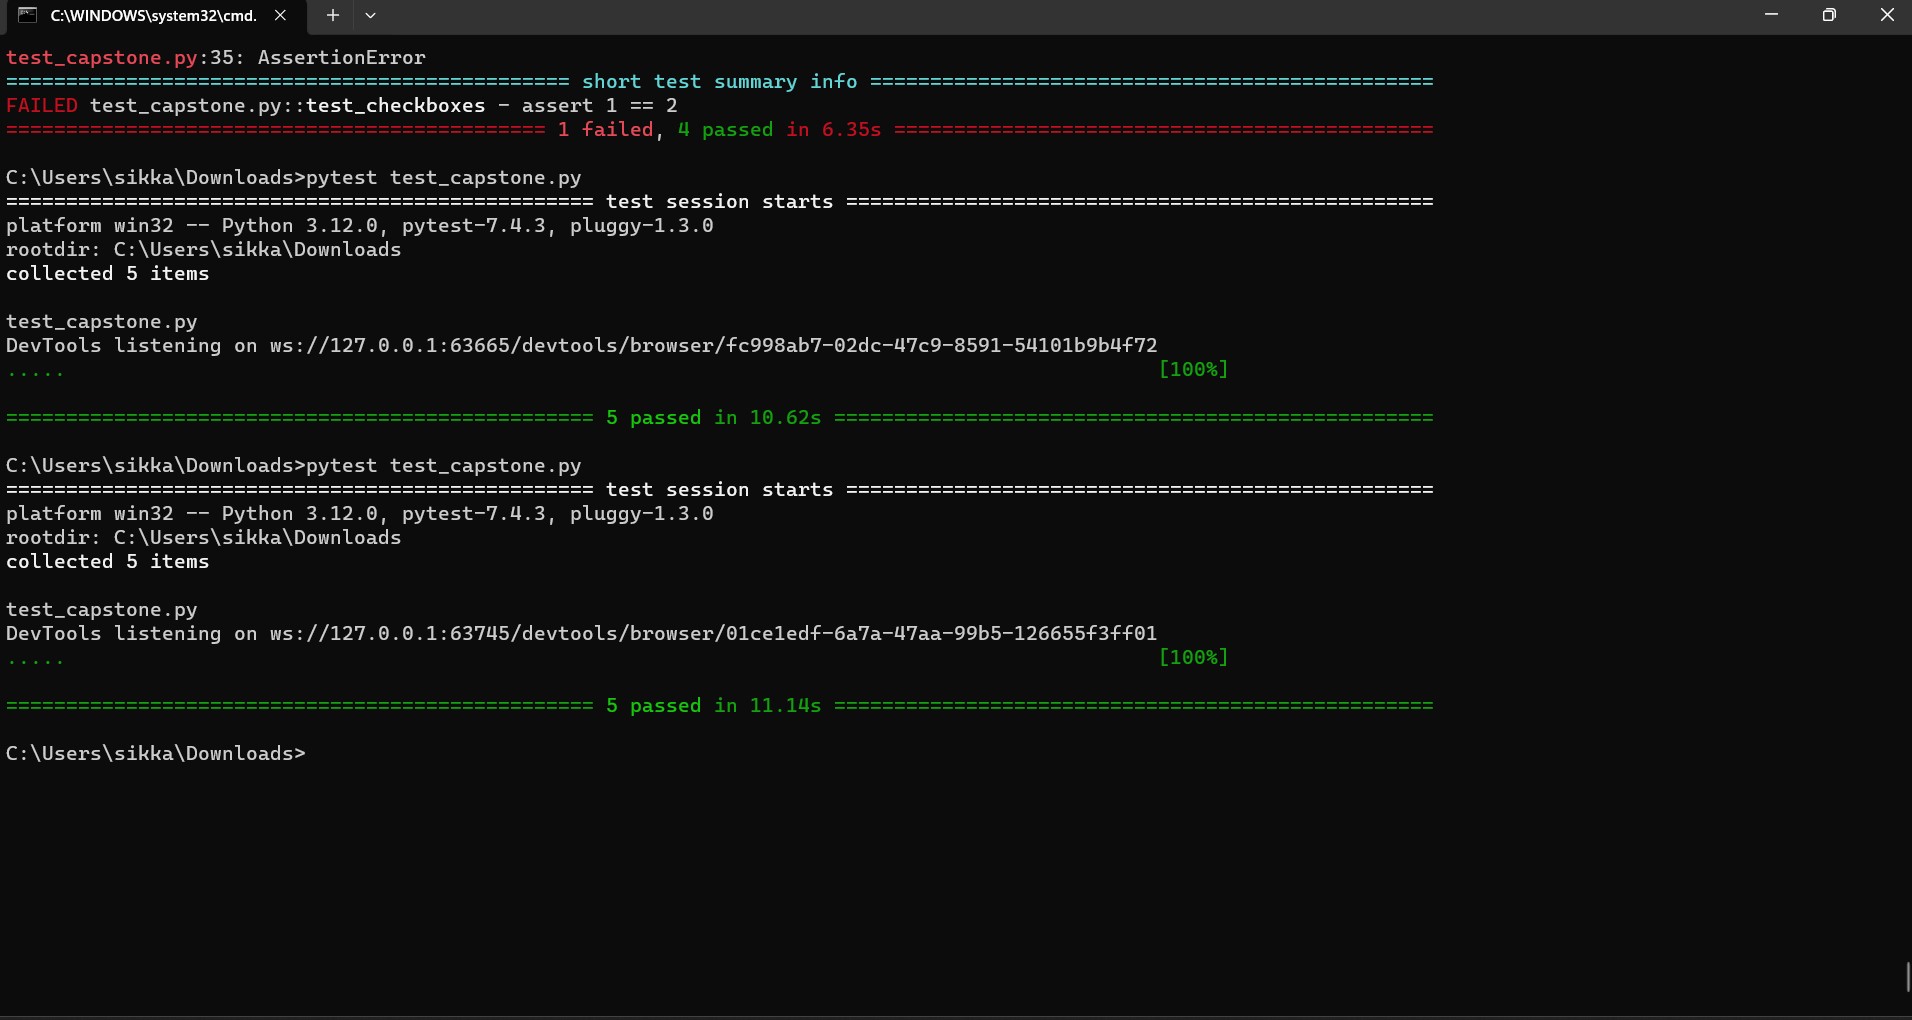 C:\WINDOWS\system32\cmd.
test_capstone.py:35: AssertionError
=============================================== short test summary info ===============================================
FAILED test_capstone.py::test_checkboxes - assert 1 == 2
============================================= 1 failed, 4 passed in 6.35s =============================================
C:\Users\sikka\Downloads>pytest test_capstone.py
================================================= test session starts =================================================
platform win32 -- Python 3.12.0, pytest-7.4.3, pluggy-1.3.0
rootdir: C:\Users\sikka\Downloads
collected 5 items
test_capstone.py
DevTools listening on ws://127.0.0.1:63665/devtools/browser/fc998ab7-02dc-47c9-8591-54101b9b4f72
..... [100%]
================================================= 5 passed in 10.62s ==================================================
C:\Users\sikka\Downloads>pytest test_capstone.py
================================================= test session starts =================================================
platform win32 -- Python 3.12.0, pytest-7.4.3, pluggy-1.3.0
rootdir: C:\Users\sikka\Downloads
collected 5 items
test_capstone.py
DevTools listening on ws://127.0.0.1:63745/devtools/browser/01ce1edf-6a7a-47aa-99b5-126655f3ff01
..... [100%]
================================================= 5 passed in 11.14s ==================================================
C:\Users\sikka\Downloads>